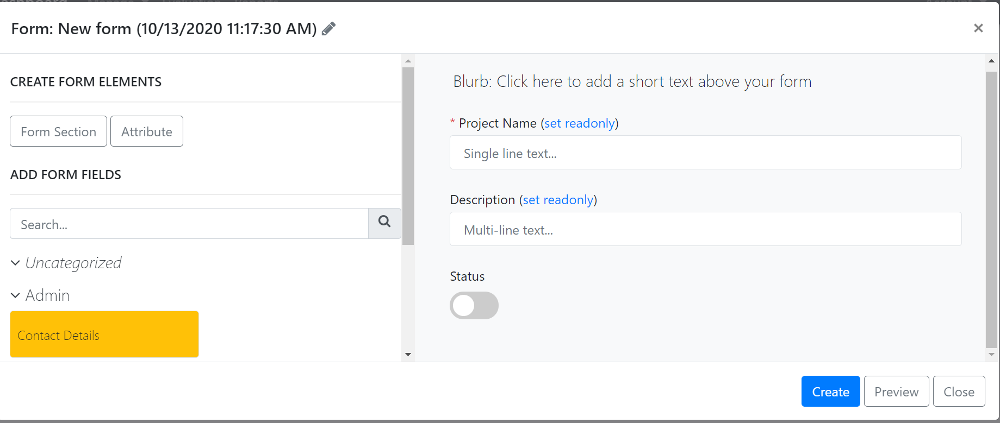 Form: New form (10/13/2020 11:17:30 AM)
CREATE FORM ELEMENTS
Form Section
Attribute
ADD FORM FIELDS
Search...
Uncategorized
Admin
Contact Details
Blurb: Click here to add a short text above your form
* Project Name (set readonly)
Single line text...
Description (set readonly)
Multi-line text...
Status
Create
Preview
Close